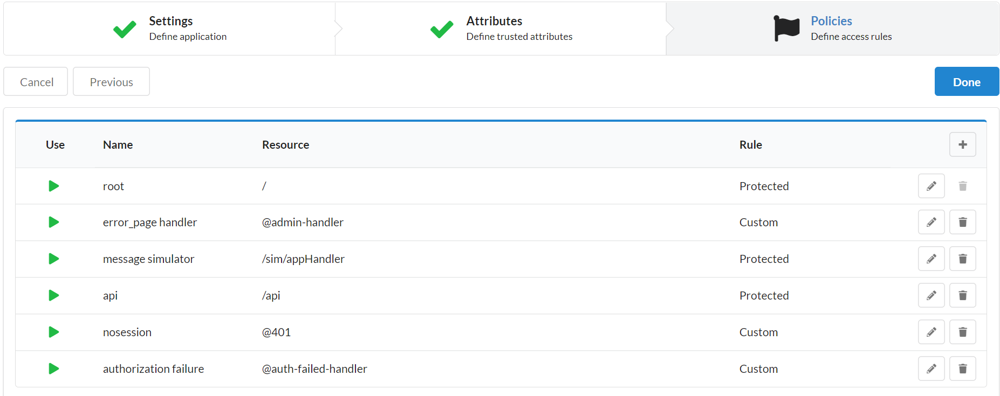 Settings
Define application
Attributes
Define trusted attributes
Policies
Define access rules
Cancel Previous Done
Use Name Resource Rule
root / Protected
error_page handler @admin-handler Custom
message simulator /sim/appHandler Protected
api /api Protected
nosession @401 Custom
authorization failure @auth-failed-handler Custom